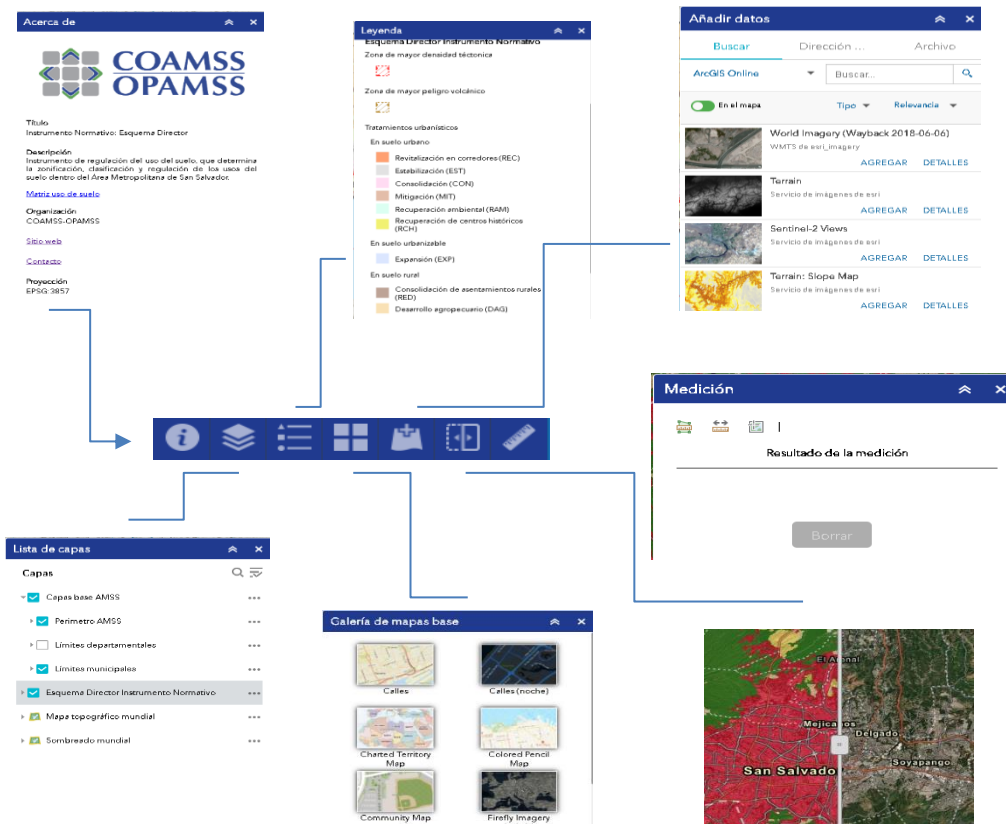 Acerca de
COAMSS
OPAMSS
Título
Instrumento Normativo: Esquema Director
Descripción
Instrumento de regulación del uso del suelo, que determina
la zonificación, clasificación y regulación de los usos del
suelo dentro del Área Metropolitana de San Salvador.
Matriz uso de suelo
Organización
COAMSS-OPAMSS
Sitio web
Contacto
Proyección
EPSG:3857
Leyenda
Esquema Director Instrumento Normativo
Zona de mayor densidad téctonica
Zona de mayor peligro volcánico
Tratamientos urbanísticos
En suelo urbano
Revitalización en corredores (REC)
Estabilización (EST)
Consolidación (CON)
Mitigación (MIT)
Recuperación ambiental (RAM)
Recuperación de centros históricos
(RCH)
En suelo urbanizable
Expansión (EXP)
En suelo rural
Consolidación de asentamientos rurales
(RED)
Desarrollo agropecuario (DAG)
Añadir datos
Buscar Dirección ... Archivo
ArcGIS Online Buscar...
En el mapa Tipo Relevancia
World Imagery (Wayback 2018-06-06)
WMTS de esri_imagery
AGREGAR DETALLES
Terrain
Servicio de imágenes de esri
AGREGAR DETALLES
Sentinel-2 Views
Servicio de imágenes de esri
AGREGAR DETALLES
Terrain: Slope Map
Servicio de imágenes de esri
AGREGAR DETALLES
Medición
Resultado de la medición
Borrar
Lista de capas
Capas
Capas base AMSS
Perimetro AMSS
Límites departamentales
Límites municipales
Esquema Director Instrumento Normativo
Mapa topográfico mundial
Sombreado mundial
Galería de mapas base
Calles
Calles (noche)
Charted Territory
Map
Colored Pencil
Map
Community Map
Firefly Imagery
El Arenal
Mejicanos
Delgado
San Salvado
Soyapango